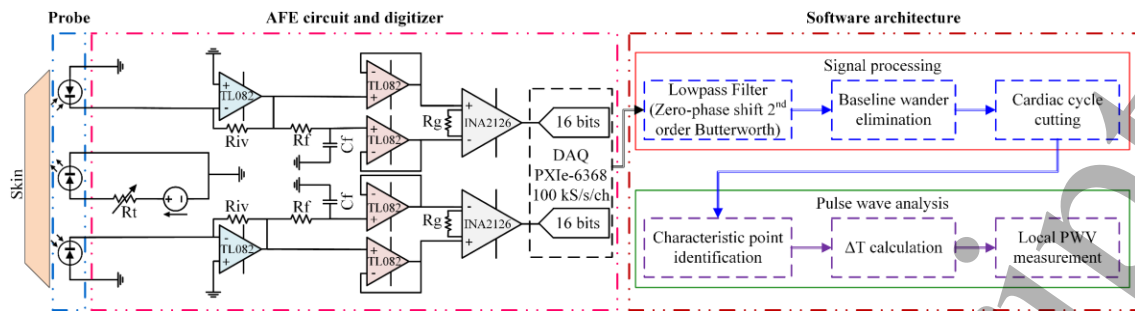 Probe
AFE circuit and digitizer
Software architecture
Skin
Rt
+
-
+
-
TL082
Riv
Rf
Cf
-
+
TL082
+
-
TL082
+
-
Rg
INA2126
16 bits
DAQ
PXIe-6368
100 kS/s/ch
16 bits
Riv
-
+
TL082
Rf
Cf
-
+
TL082
-
+
TL082
Rg
-
+
INA2126
Signal processing
Lowpass Filter
(Zero-phase shift 2nd
order Butterworth)
Baseline wander
elimination
Cardiac cycle
cutting
Pulse wave analysis
Characteristic point
identification
ΔT calculation
Local PWV
measurement